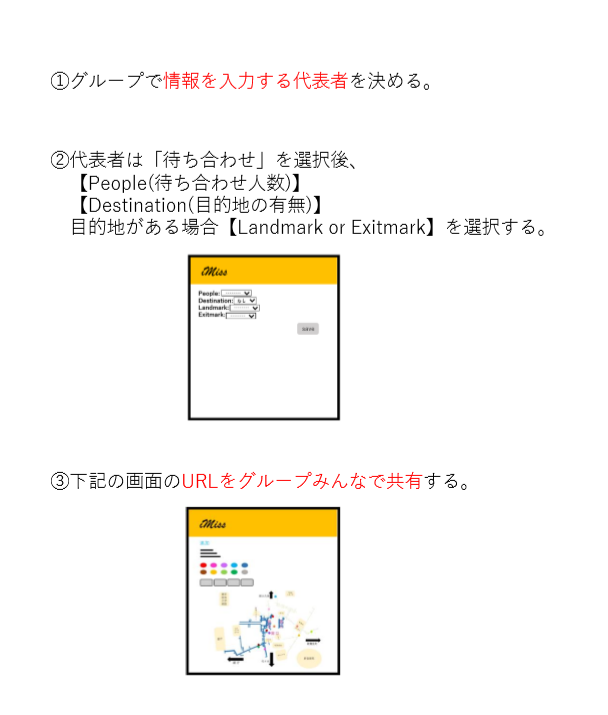 ①グループで情報を入力する代表者を決める。
②代表者は「待ち合わせ」を選択後、
【People(待ち合わせ人数)】
【Destination(目的地の有無)】
目的地がある場合【Landmark or Exitmark】を選択する。
iMiss
People:
Destination: なし
Landmark:
Exitmark:
save
③下記の画面のURLをグループみんなで共有する。
iMiss